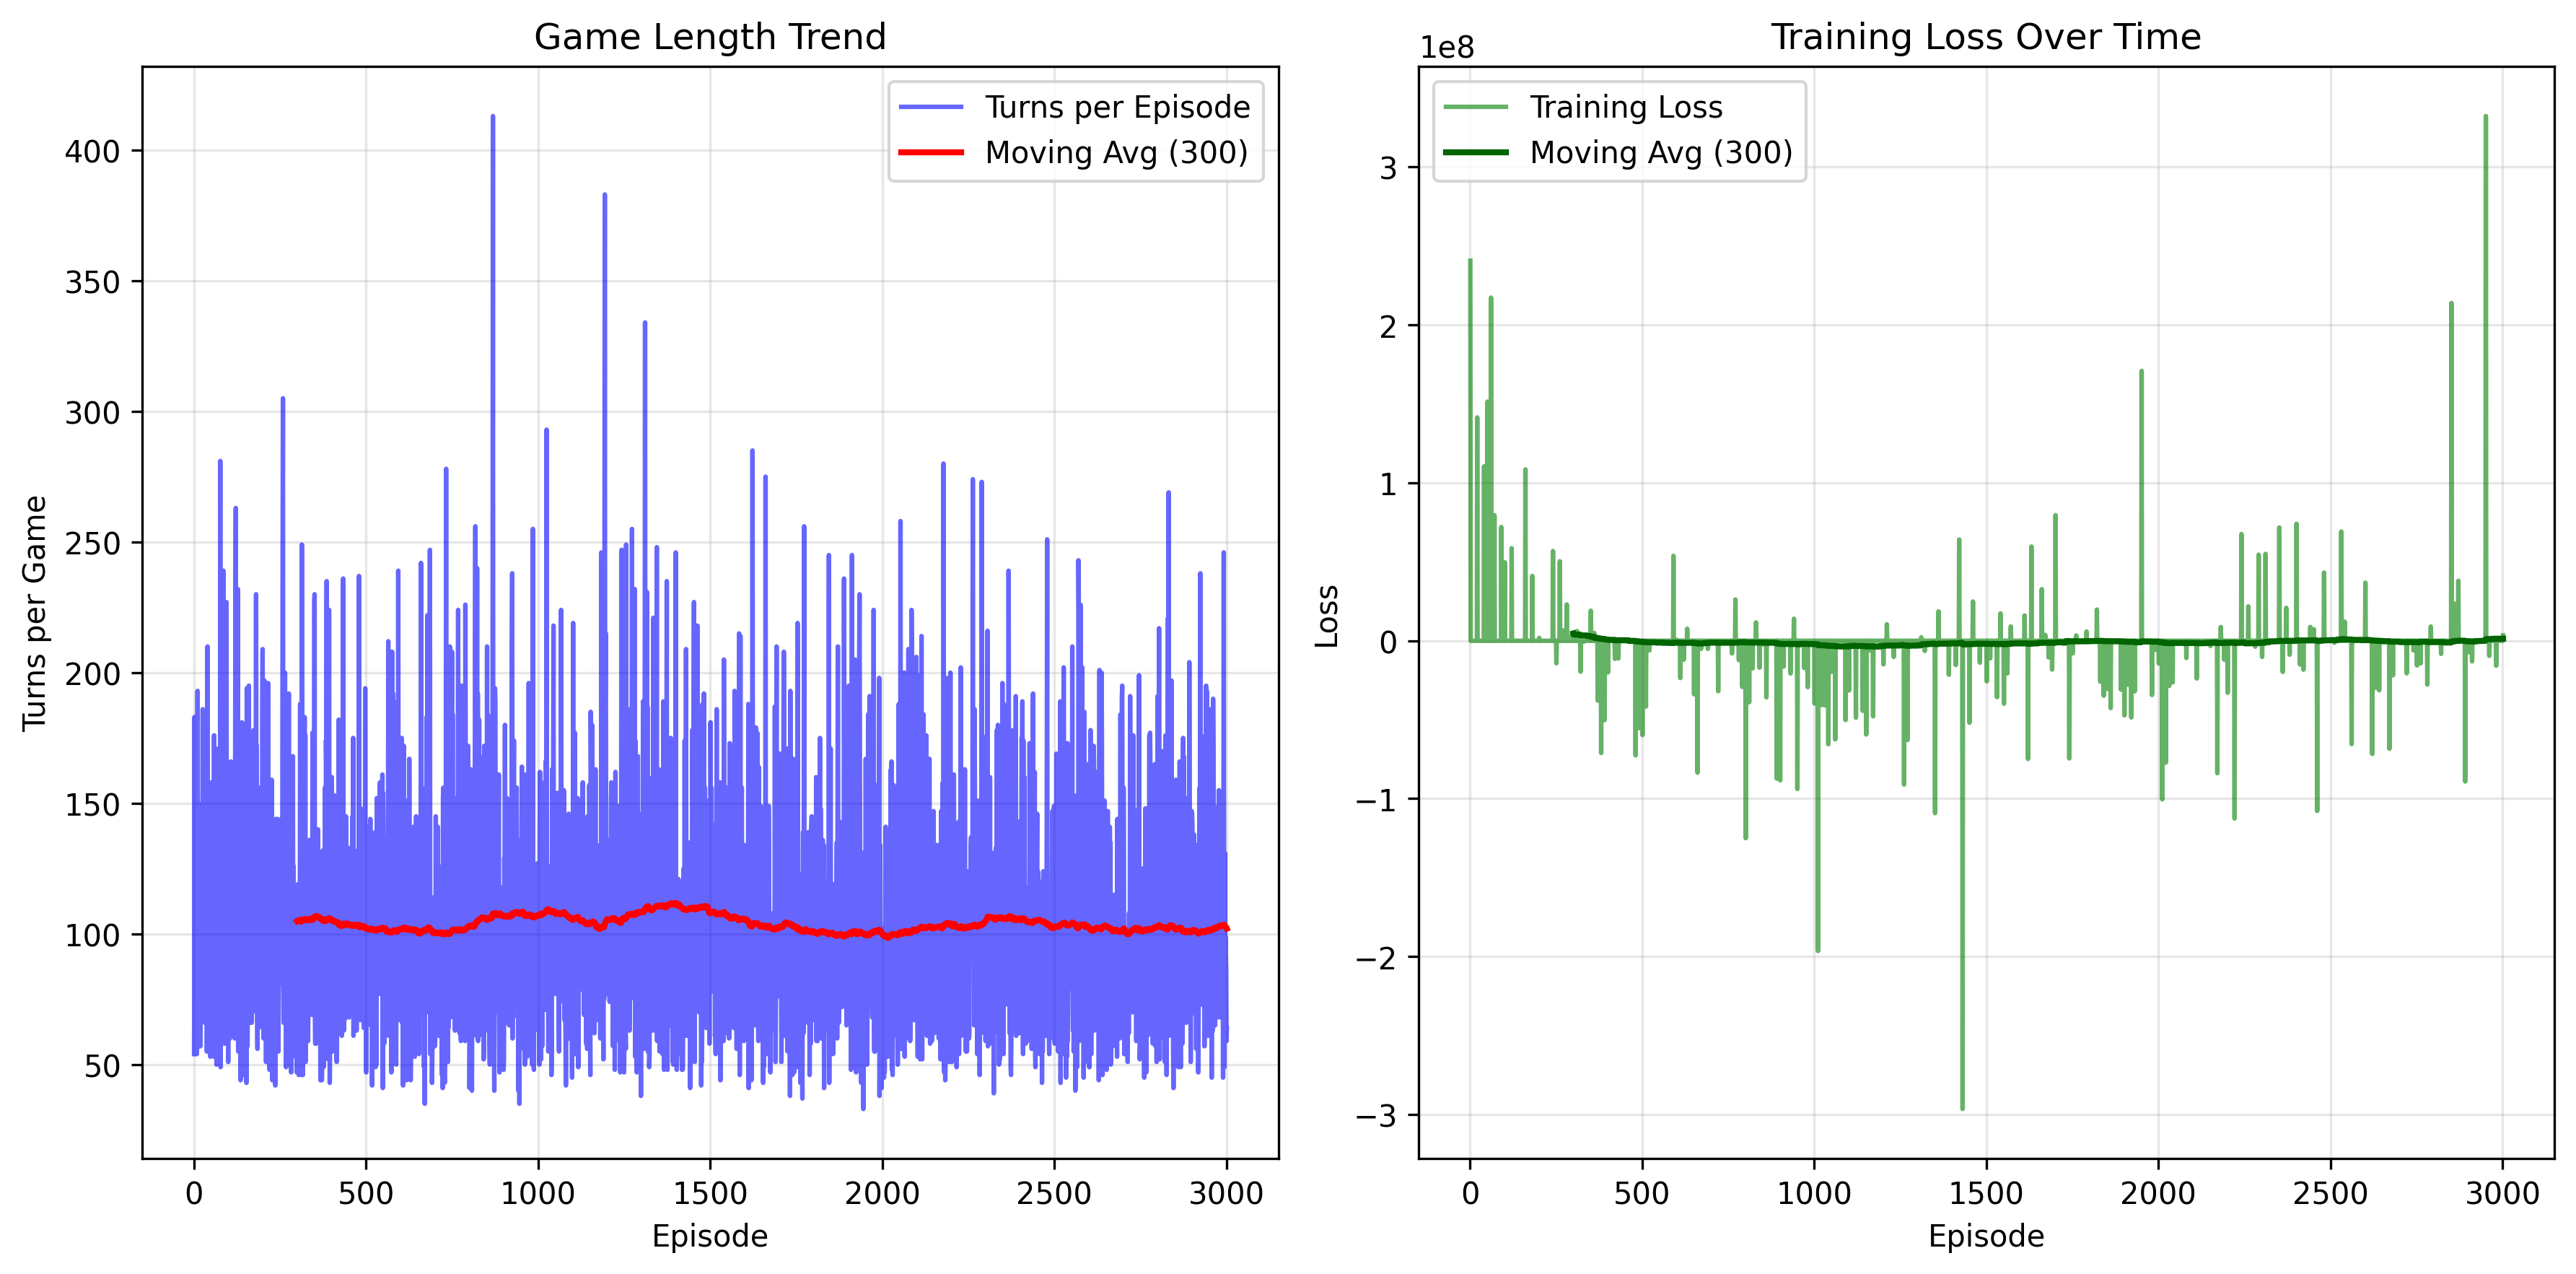 Game Length Trend
Turns per Episode
Moving Avg (300)
400
350
300
250
200
150
100
50
Turns per Game
0 500 1000 1500 2000 2500 3000
Episode
Training Loss Over Time
1e8
Training Loss
Moving Avg (300)
3
2
1
0
−1
−2
−3
Loss
0 500 1000 1500 2000 2500 3000
Episode